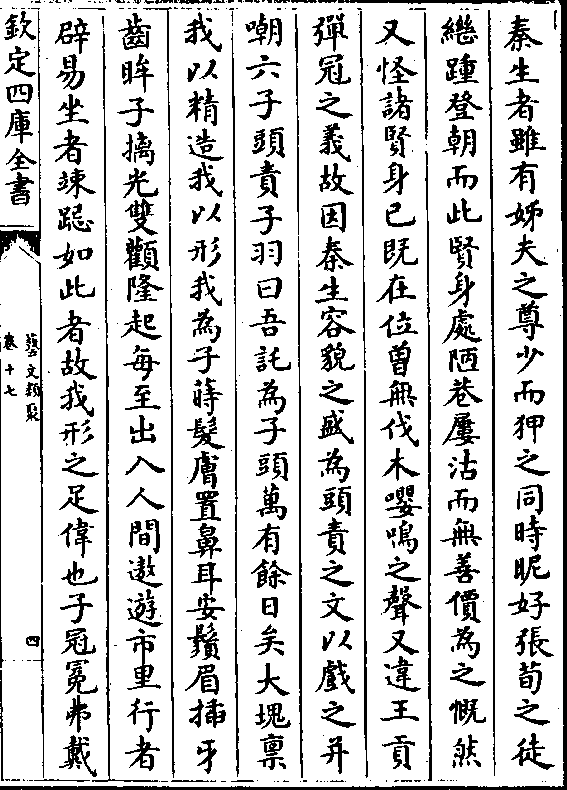 秦生者雖有姊夫之尊少而狎之同時昵好張荀之徒
繼踵登朝而此賢身處陋巷屢沽而無善價為之慨然
又怪諸賢身已既在位曽無伐木嚶鳴之聲又違王貢
彈冠之義故因秦生容貌之盛為頭責之文以戲之并
嘲六子頭責子羽曰吾託為子頭萬有餘日矣大塊稟
我以精造我以形我為子蒔髮膚置鼻耳安鬚眉插牙
齒眸子摛光雙顴隆起每至出入人間遨遊市里行者
辟易坐者竦跽如此者故我形之足偉也子冠冕弗戴
欽定四庫全書
藝文類聚
卷十七
四